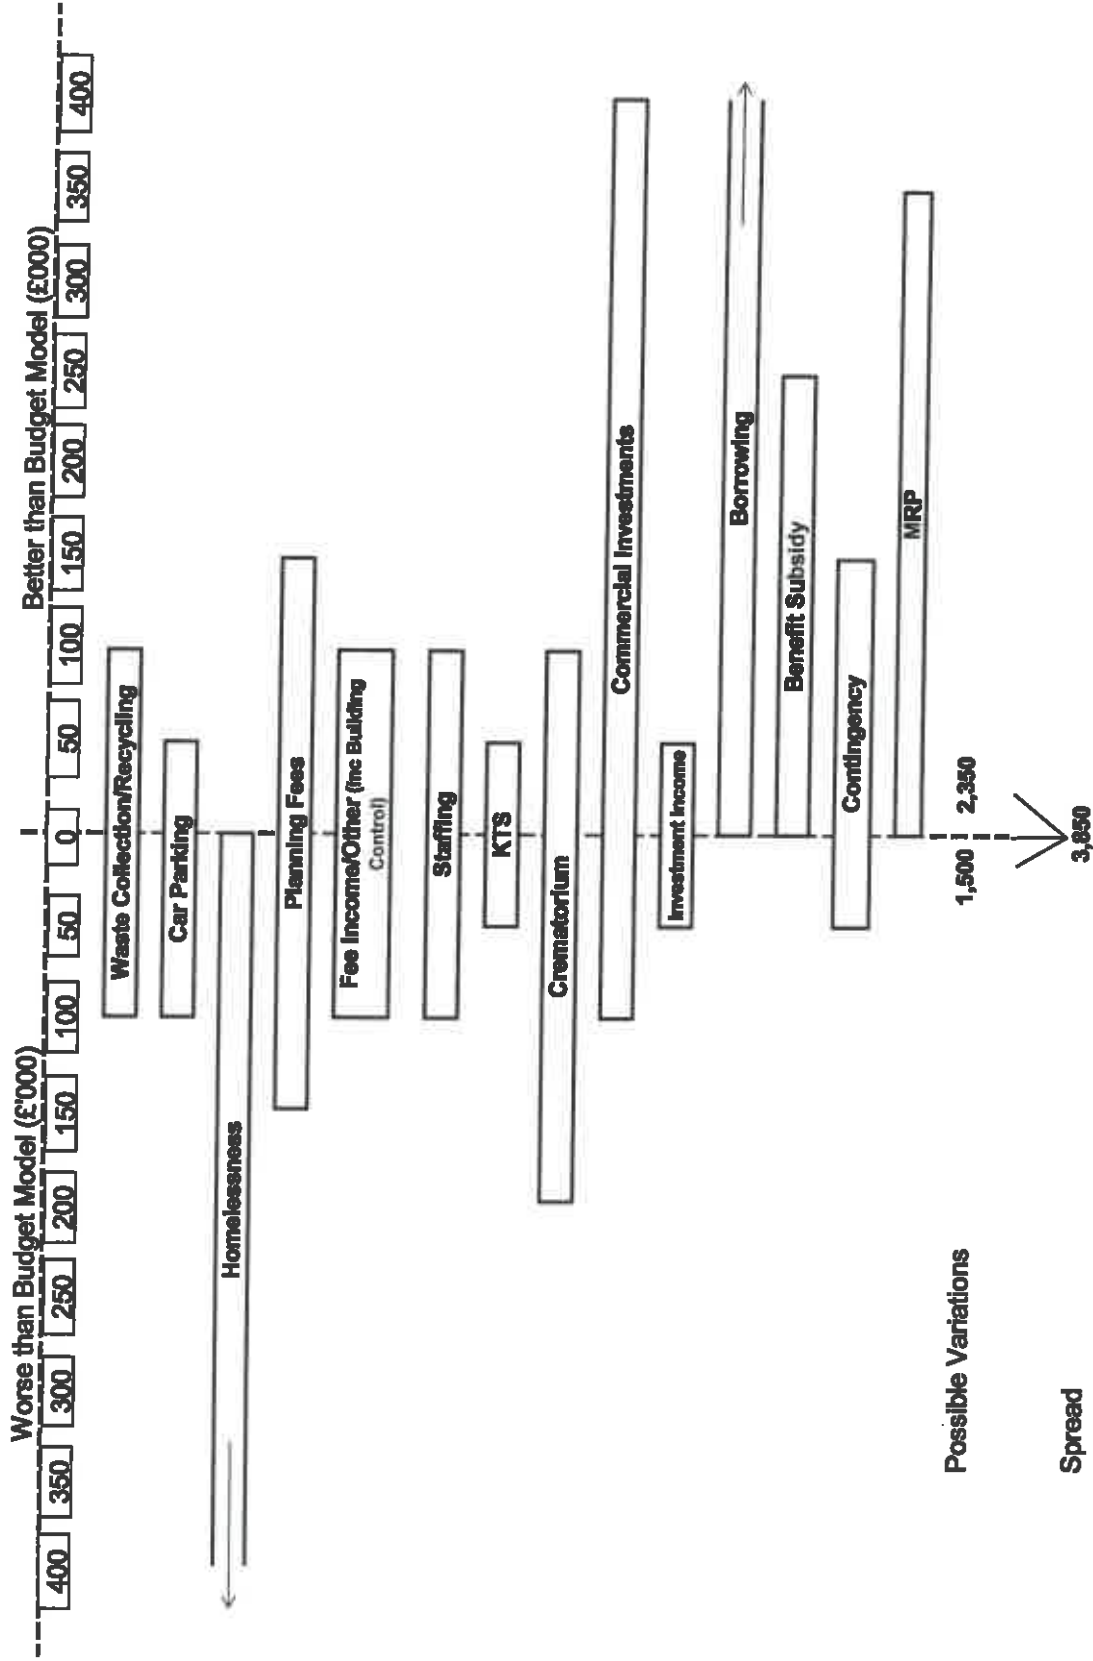 Worse than Budget Model (£'000) Better than Budget Model (£000)
400 350 300 250 200 150 100 50 0 50 100 150 200 250 300 350 400
Waste Collection/Recycling
Car Parking
Homelessness
Planning Fees
Fee Income/Other (Inc Building
Control)
Staffing
KTS
Crematorium
Commercial Investments
Investment Income
Borrowing
Benefit Subsidy
Contingency
MRP
Possible Variations 1,500 2,350
Spread 3,850